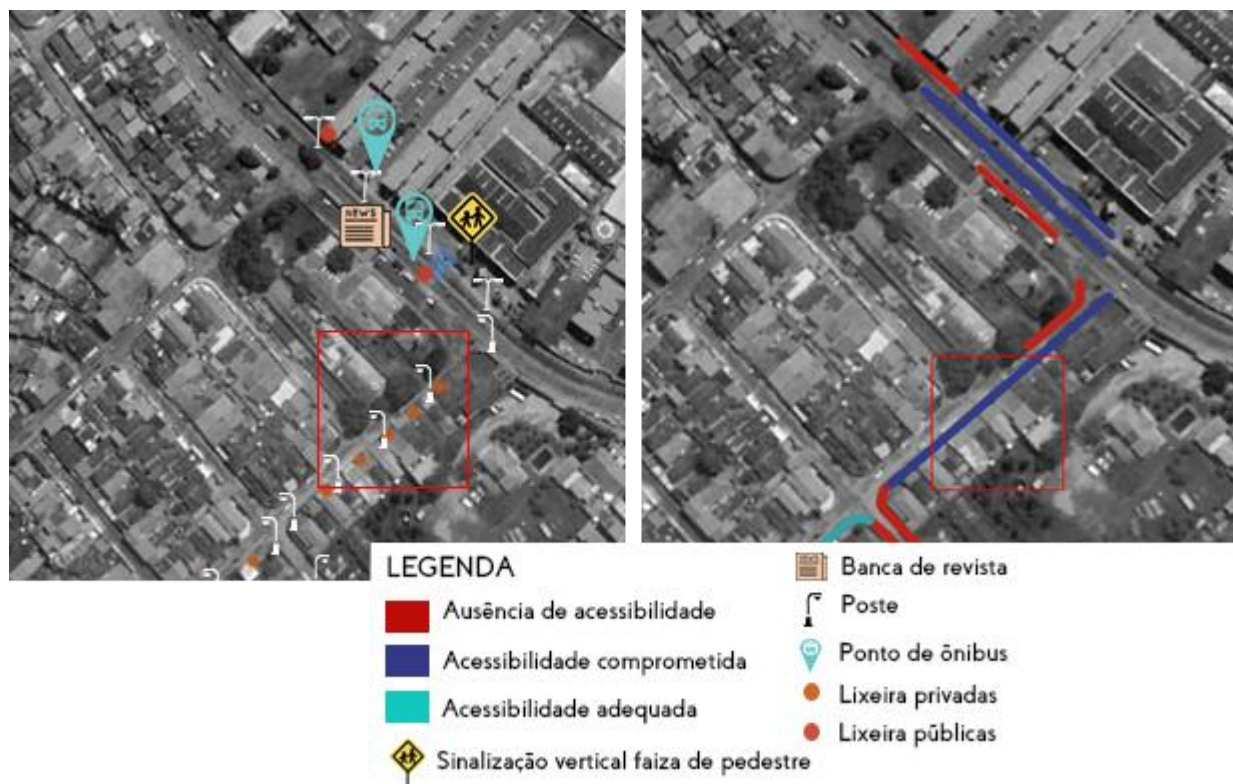 NEWS
LEGENDA
Ausência de acessibilidade
Acessibilidade comprometida
Acessibilidade adequada
Sinalização vertical faiza de pedestre
Banca de revista
Poste
Ponto de ônibus
Lixeira privadas
Lixeira públicas